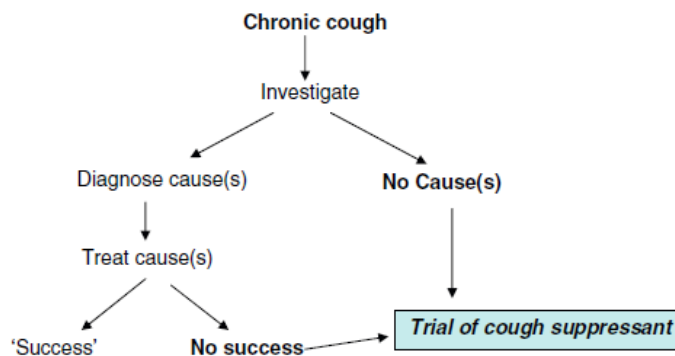 Chronic cough
Investigate
Diagnose cause(s)
No Cause(s)
Treat cause(s)
‘Success’
No success
Trial of cough suppressant